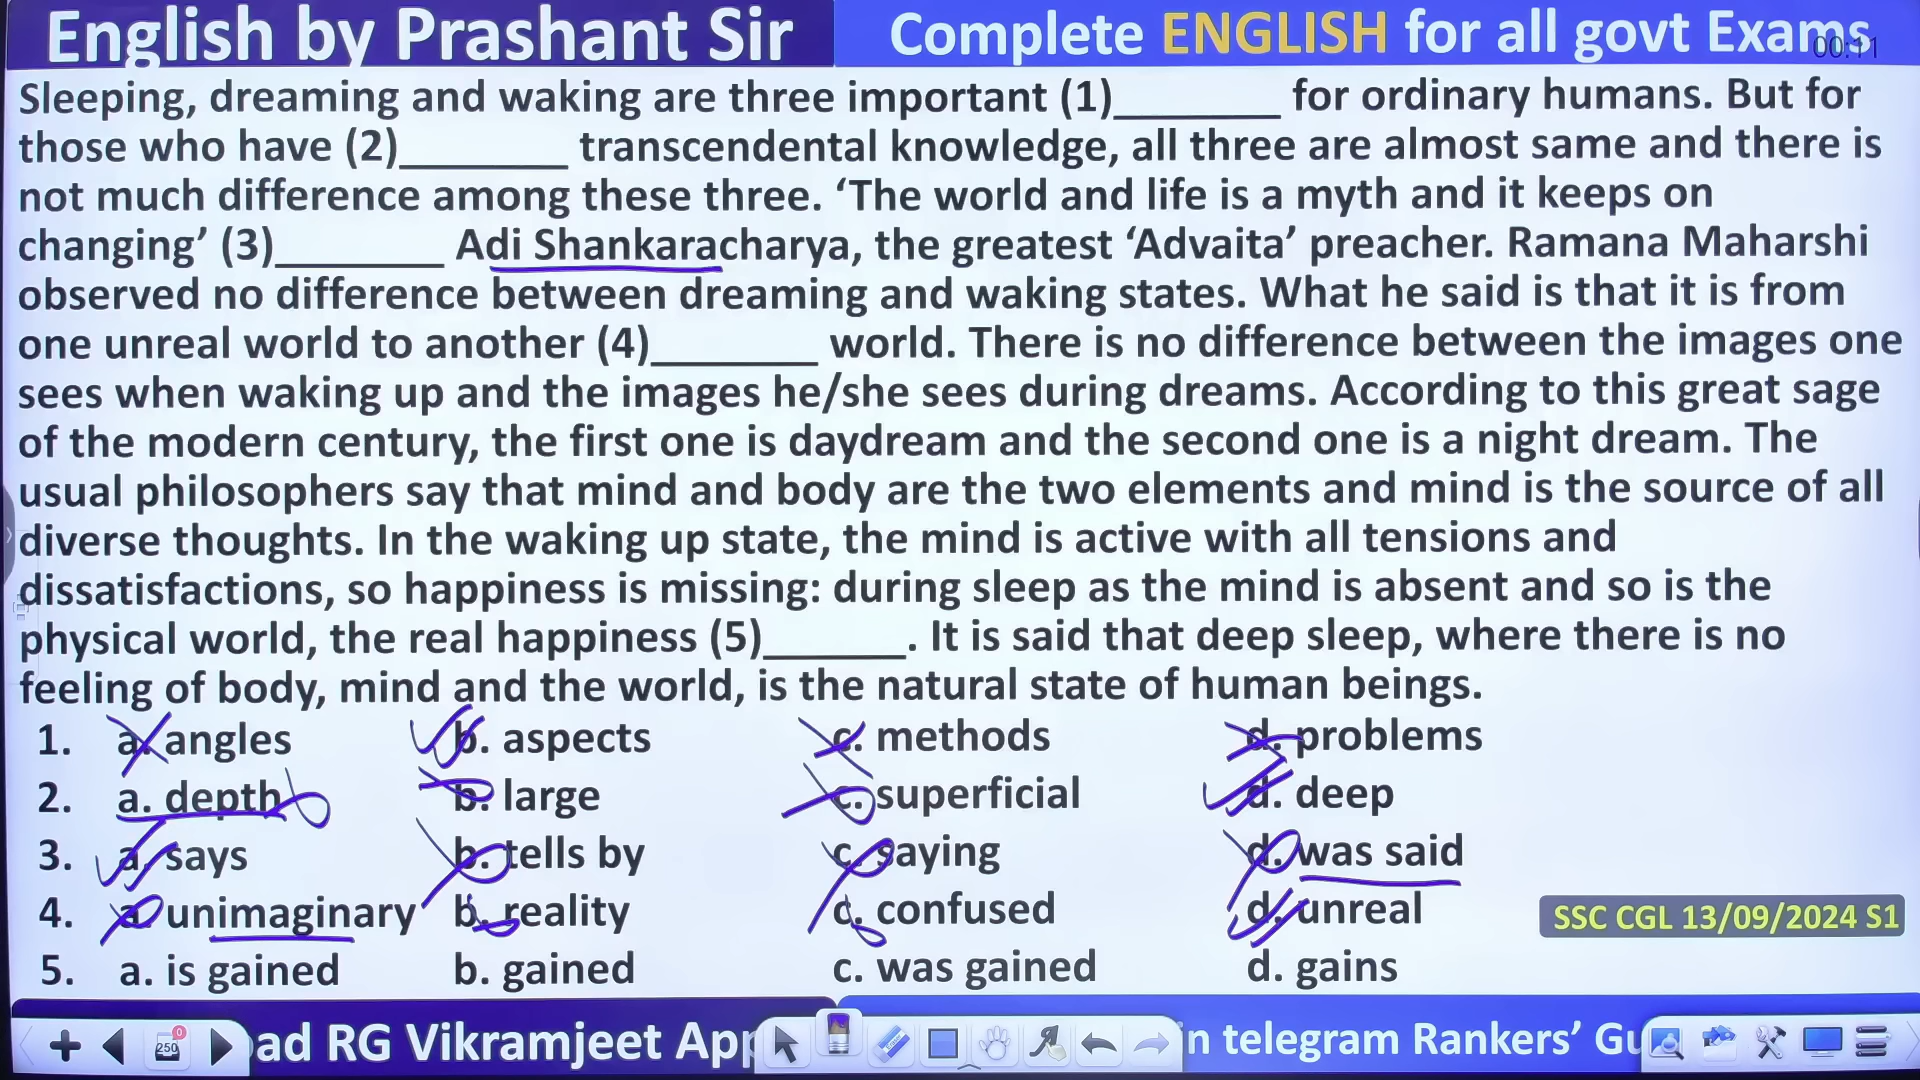 English by Prashant Sir
Complete ENGLISH for all govt Exams
00:11
Sleeping, dreaming and waking are three important (1)_______ for ordinary humans. But for
those who have (2)_______ transcendental knowledge, all three are almost same and there is
not much difference among these three. ‘The world and life is a myth and it keeps on
changing’ (3)_______ Adi Shankaracharya, the greatest ‘Advaita’ preacher. Ramana Maharshi
observed no difference between dreaming and waking states. What he said is that it is from
one unreal world to another (4)_______ world. There is no difference between the images one
sees when waking up and the images he/she sees during dreams. According to this great sage
of the modern century, the first one is daydream and the second one is a night dream. The
usual philosophers say that mind and body are the two elements and mind is the source of all
diverse thoughts. In the waking up state, the mind is active with all tensions and
dissatisfactions, so happiness is missing: during sleep as the mind is absent and so is the
physical world, the real happiness (5)______. It is said that deep sleep, where there is no
feeling of body, mind and the world, is the natural state of human beings.
1. a. angles b. aspects c. methods d. problems
2. a. depth b. large c. superficial d. deep
3. a. says b. tells by c. saying d. was said
4. a. unimaginary b. reality c. confused d. unreal
SSC CGL 13/09/2024 S1
5. a. is gained b. gained c. was gained d. gains
250
0
ad RG Vikramjeet App
in telegram Rankers’ Gu